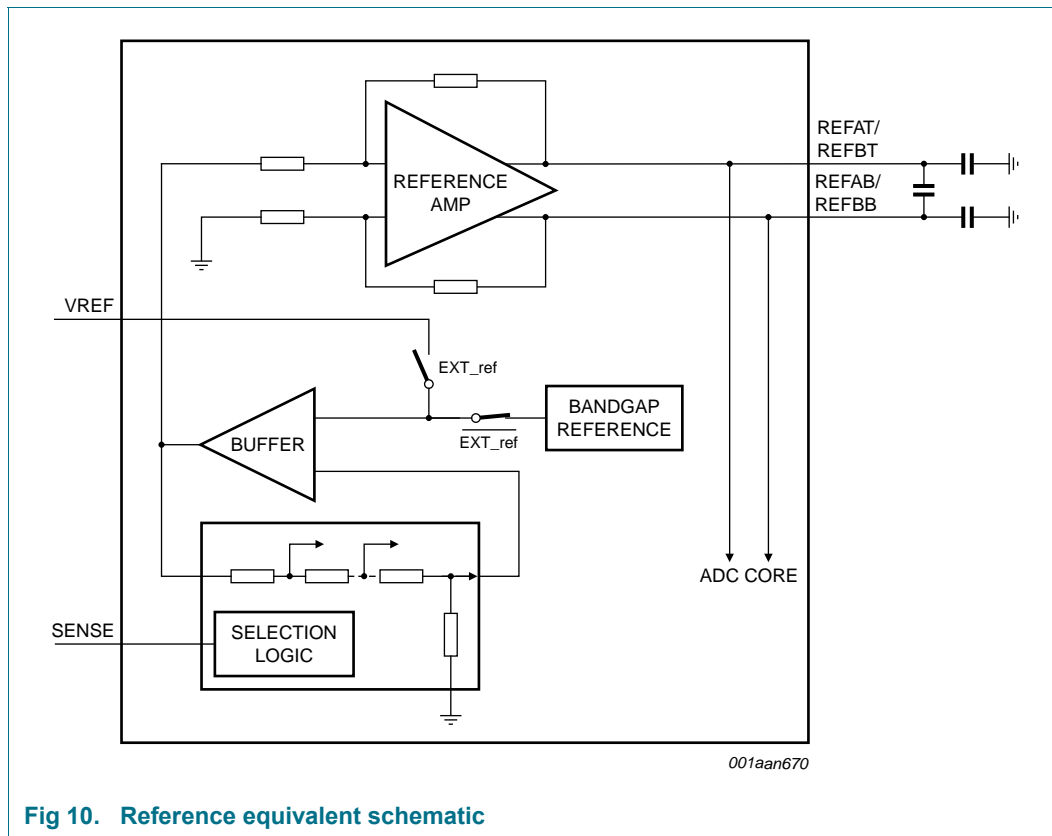 REFAT/
REFBT
REFERENCE
AMP
REFAB/
REFBB
VREF
EXT_ref
BANDGAP
REFERENCE
BUFFER
EXT_ref
ADC CORE
SENSE
SELECTION
LOGIC
001aan670
Fig 10. Reference equivalent schematic